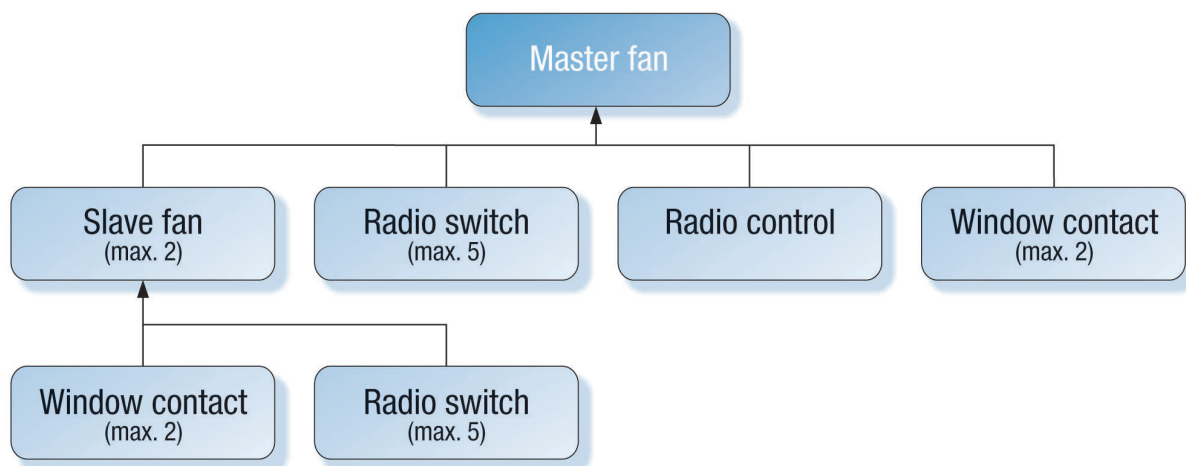 Master fan
Slave fan
(max. 2)
Radio switch
(max. 5)
Radio control
Window contact
(max. 2)
Window contact
(max. 2)
Radio switch
(max. 5)